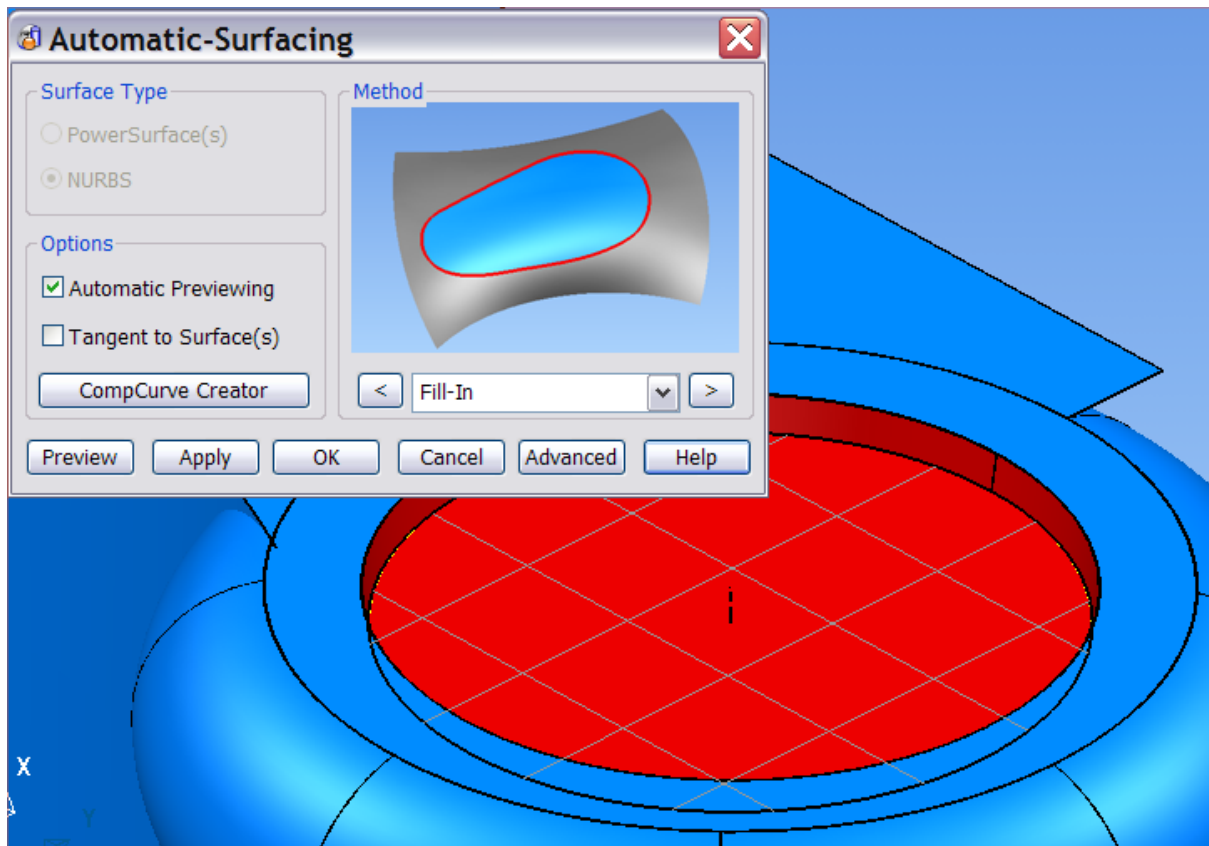 Automatic-Surfacing
Surface Type
PowerSurface(s)
NURBS
Options
Automatic Previewing
Tangent to Surface(s)
CompCurve Creator
Method
<
Fill-In
>
Preview
Apply
OK
Cancel
Advanced
Help
X
Y